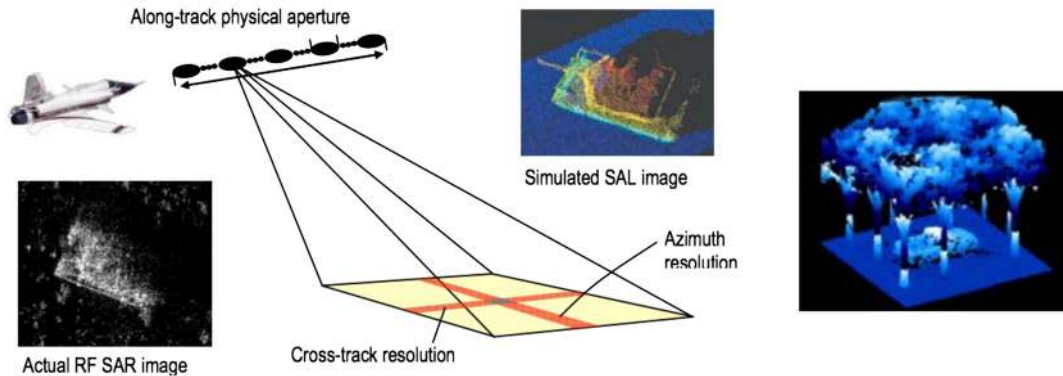 Along-track physical aperture
Simulated SAL image
Azimuth
resolution
Cross-track resolution
Actual RF SAR image